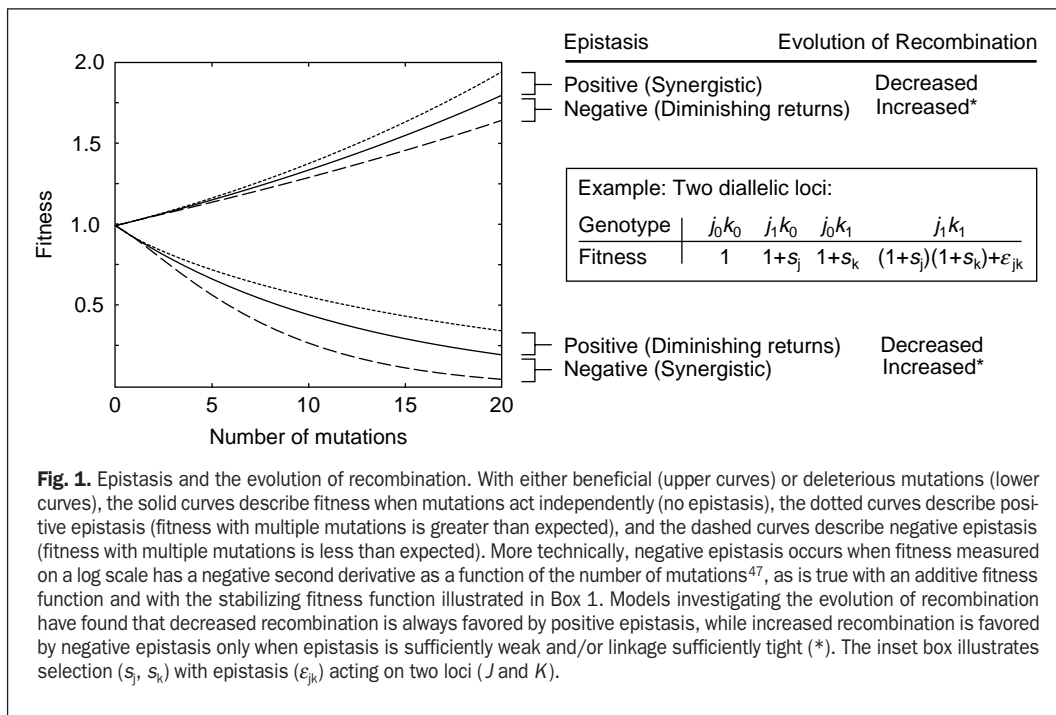 Epistasis Evolution of Recombination
2.0
Positive (Synergistic) Decreased
Negative (Diminishing returns) Increased*
1.5
Example: Two diallelic loci:
Genotype j0k0 j1k0 j0k1 j1k1
Fitness 1 1+sj 1+sk (1+sj)(1+sk)+εjk
1.0
Fitness
0.5
Positive (Diminishing returns) Decreased
Negative (Synergistic) Increased*
0 5 10 15 20
Number of mutations
Fig. 1. Epistasis and the evolution of recombination. With either beneficial (upper curves) or deleterious mutations (lower
curves), the solid curves describe fitness when mutations act independently (no epistasis), the dotted curves describe posi-
tive epistasis (fitness with multiple mutations is greater than expected), and the dashed curves describe negative epistasis
(fitness with multiple mutations is less than expected). More technically, negative epistasis occurs when fitness measured
on a log scale has a negative second derivative as a function of the number of mutations47, as is true with an additive fitness
function and with the stabilizing fitness function illustrated in Box 1. Models investigating the evolution of recombination
have found that decreased recombination is always favored by positive epistasis, while increased recombination is favored
by negative epistasis only when epistasis is sufficiently weak and/or linkage sufficiently tight (*). The inset box illustrates
selection (sj, sk) with epistasis (εjk) acting on two loci (J and K).